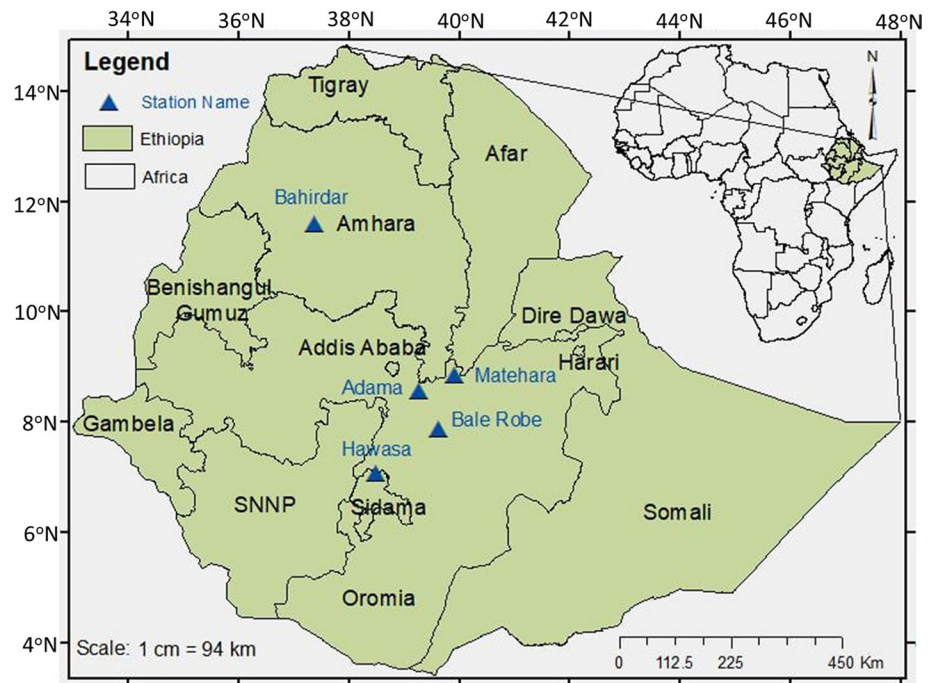 34°N 36°N 38°N 40°N 42°N 44°N 46°N 48°N
Legend
Station Name
Ethiopia
Africa
N
14°N
12°N
10°N
8°N
6°N
4°N
Tigray
Afar
Bahirdar
Amhara
Benishangul
Gumuz
Dire Dawa
Addis Ababa
Harari
Matehara
Adama
Gambela
Bale Robe
Hawasa
SNNP
Sidama
Somali
Oromia
Scale: 1 cm = 94 km
0 112.5 225 450 Km